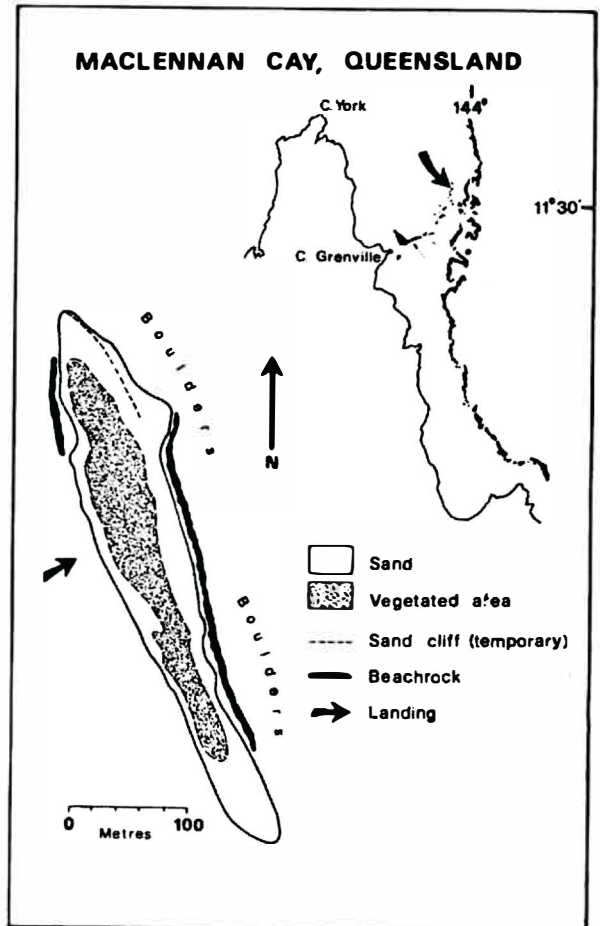 MACLENNAN CAY, QUEENSLAND
C. York
144°
11°30'
C. Grenville
Boulders
N
Boulders
Sand
Vegetated area
Sand cliff (temporary)
Beachrock
Landing
0 100
Metres